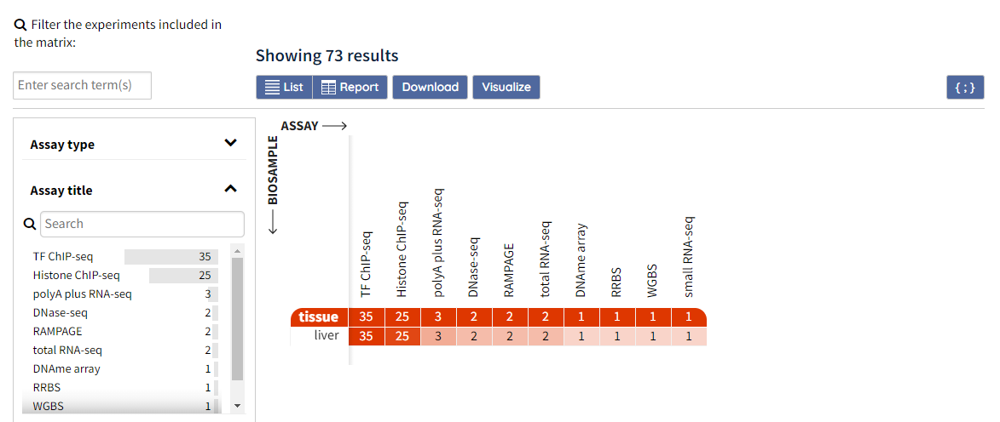 Filter the experiments included in
the matrix:
Enter search term(s)
Showing 73 results
List Report Download Visualize {;}
Assay type
Assay title
Search
TF ChIP-seq 35
Histone ChIP-seq 25
polyA plus RNA-seq 3
DNase-seq 2
RAMPAGE 2
total RNA-seq 2
DNAme array 1
RRBS 1
WGBS 1
ASSAY
BIOSAMPLE
TF ChIP-seq
Histone ChIP-seq
polyA plus RNA-seq
DNase-seq
RAMPAGE
total RNA-seq
DNAme array
RRBS
WGBS
small RNA-seq
tissue 35 25 3 2 2 2 1 1 1 1
liver 35 25 3 2 2 2 1 1 1 1